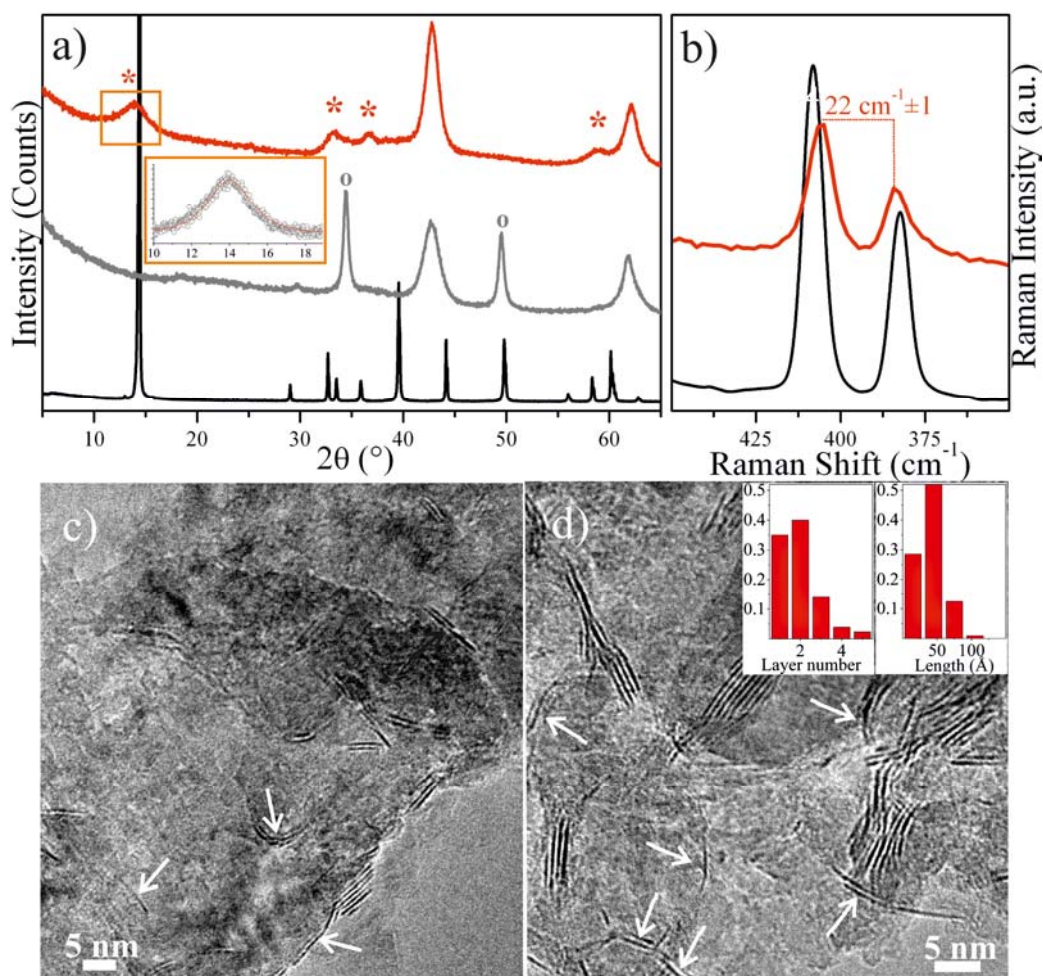 a)
*
*
*
*
o
o
10 12 14 16 18
Intensity (Counts)
10 20 30 40 50 60
2θ (°)
b)
22 cm⁻¹±1
Raman Intensity (a.u.)
425 400 375
Raman Shift (cm⁻¹)
c)
5 nm
d)
0.5
0.4
0.3
0.2
0.1
2 4
Layer number
0.5
0.4
0.3
0.2
0.1
50 100
Length (Å)
5 nm